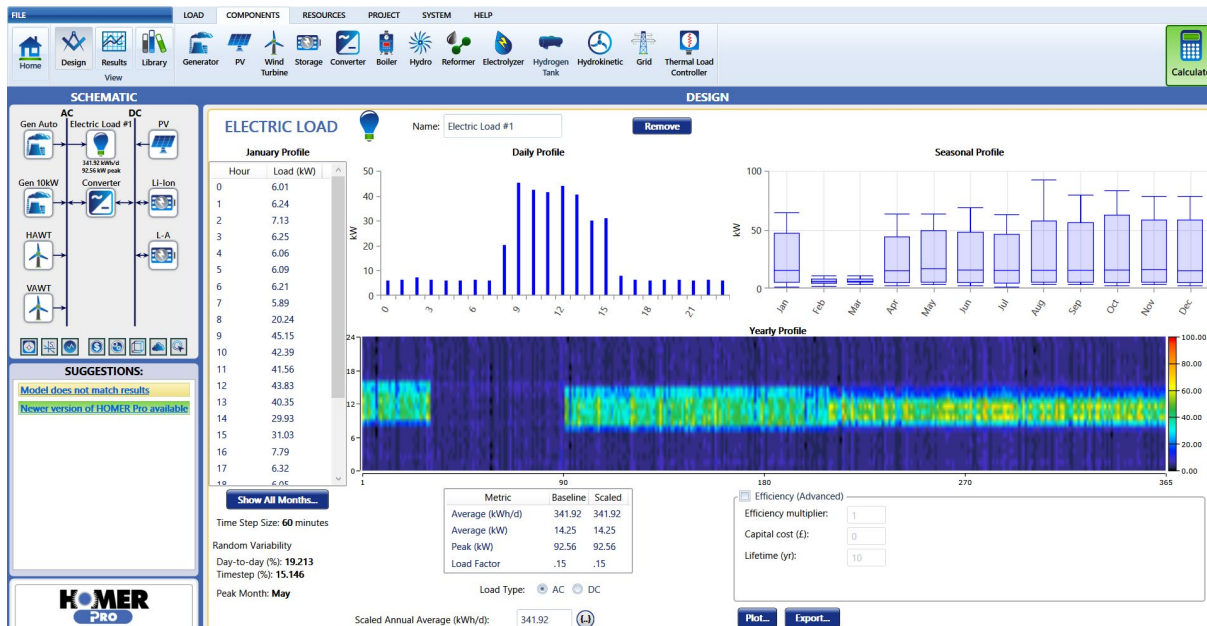 FILE LOAD COMPONENTS RESOURCES PROJECT SYSTEM HELP
Home Design Results Library Generator PV Wind Turbine Storage Converter Boiler Hydro Reformer Electrolyzer Hydrogen Tank Hydrokinetic Grid Thermal Load Controller Calculate
View
SCHEMATIC
AC DC
Gen Auto Electric Load #1 PV
341.92 kWh/d
92.56 kW peak
Gen 10kW Converter Li-Ion
HAWT L-A
VAWT
SUGGESTIONS:
Model does not match results
Newer version of HOMER Pro available
HOMER
PRO
DESIGN
ELECTRIC LOAD
Name: Electric Load #1
Remove
January Profile
Hour Load (kW)
0 6.01
1 6.24
2 7.13
3 6.25
4 6.06
5 6.09
6 6.21
7 5.89
8 20.24
9 45.15
10 42.39
11 41.56
12 43.83
13 40.35
14 29.93
15 31.03
16 7.79
17 6.32
18 6.05
Daily Profile
kW
50
40
30
20
10
0
0 3 6 9 12 15 18 21
Seasonal Profile
kW
100
50
0
Jan Feb Mar Apr May Jun Jul Aug Sep Oct Nov Dec
Yearly Profile
24
18
12
6
0
1 90 180 270 365
100.00
80.00
60.00
40.00
20.00
0.00
Show All Months...
Time Step Size: 60 minutes
Random Variability
Day-to-day (%): 19.213
Timestep (%): 15.146
Peak Month: May
Metric Baseline Scaled
Average (kWh/d) 341.92 341.92
Average (kW) 14.25 14.25
Peak (kW) 92.56 92.56
Load Factor .15 .15
Load Type: AC DC
Scaled Annual Average (kWh/d): 341.92 {..}
Efficiency (Advanced)
Efficiency multiplier: 1
Capital cost (£): 0
Lifetime (yr): 10
Plot... Export...